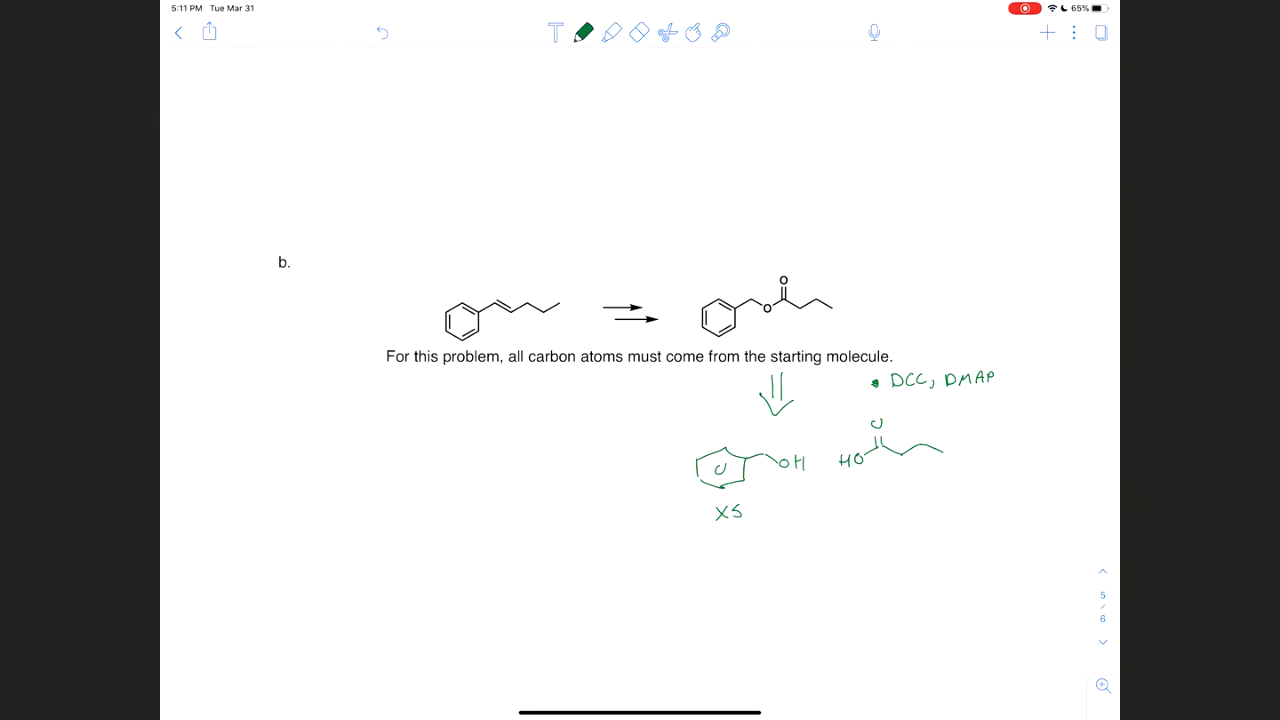 5:11 PM Tue Mar 31
65%
T
b.
O
O
For this problem, all carbon atoms must come from the starting molecule.
• DCC, DMAP
O
OH
HO
XS
5
/
6